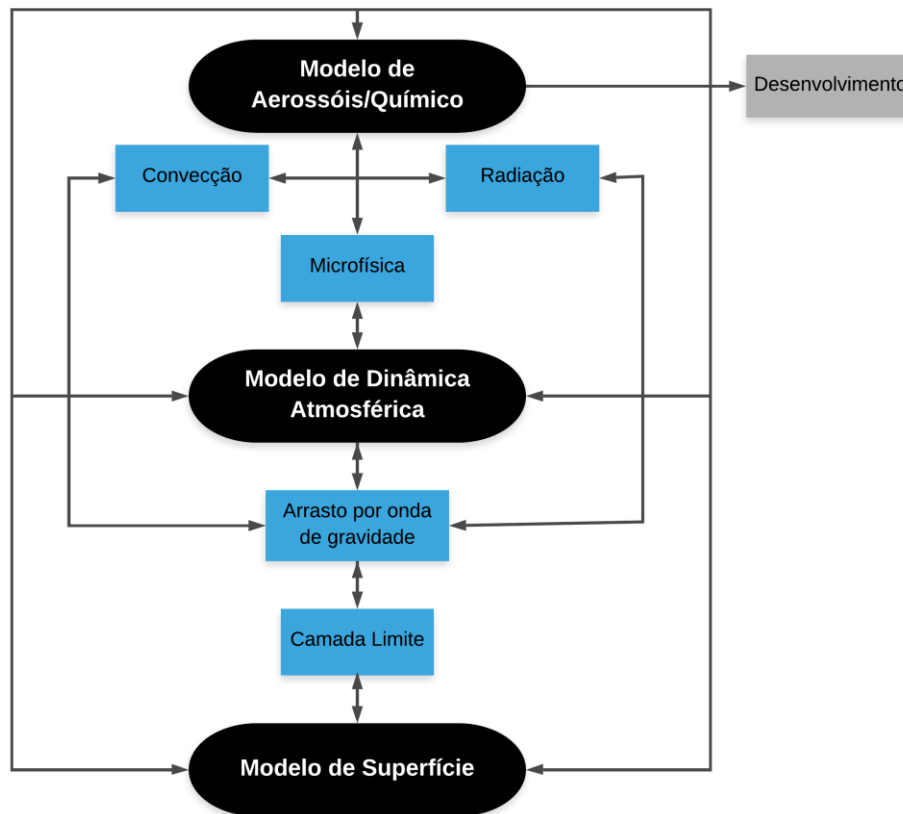 Modelo de
Aerossóis/Químico
Desenvolvimento
Convecção
Radiação
Microfísica
Modelo de Dinâmica
Atmosférica
Arrasto por onda
de gravidade
Camada Limite
Modelo de Superfície